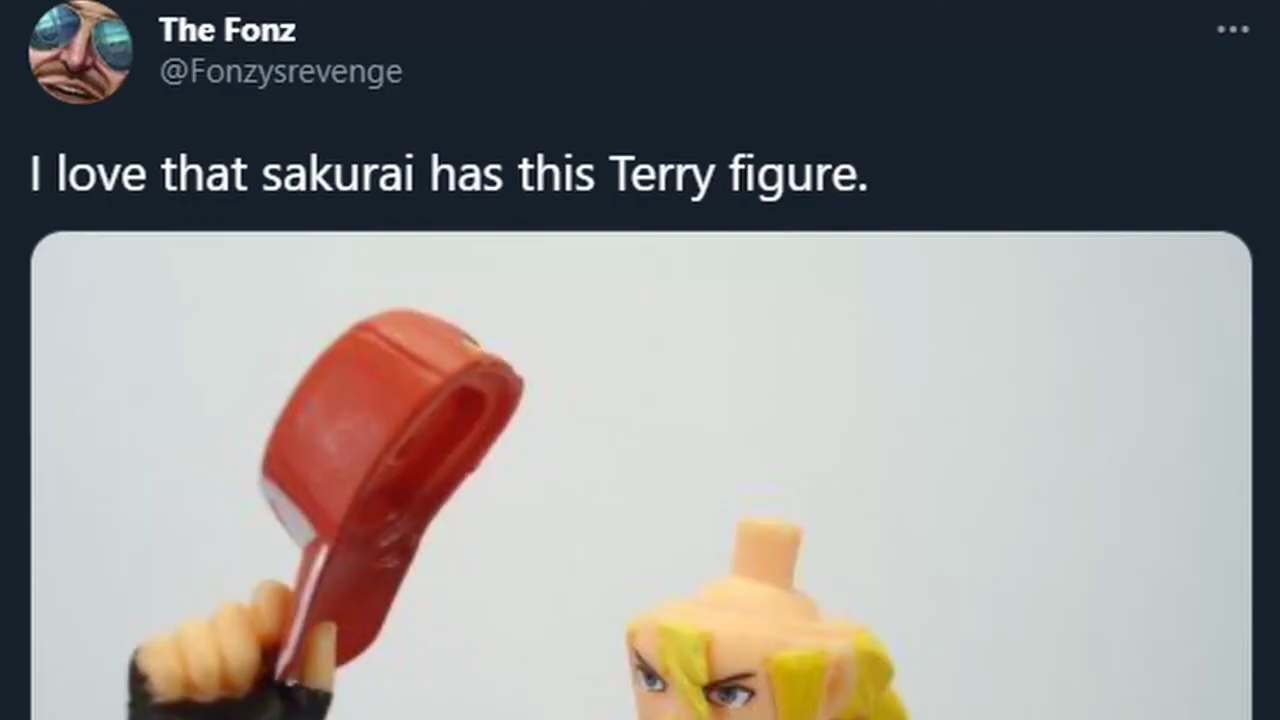 The Fonz
@Fonzysrevenge
I love that sakurai has this Terry figure.